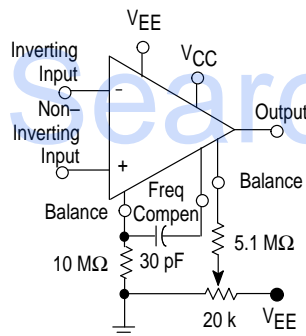 VEE
VCC
Inverting
Input
Non–
Inverting
Input
−
+
Output
Freq
Compen
Balance
Balance
10 MΩ
30 pF
5.1 MΩ
20 k
VEE
Searc